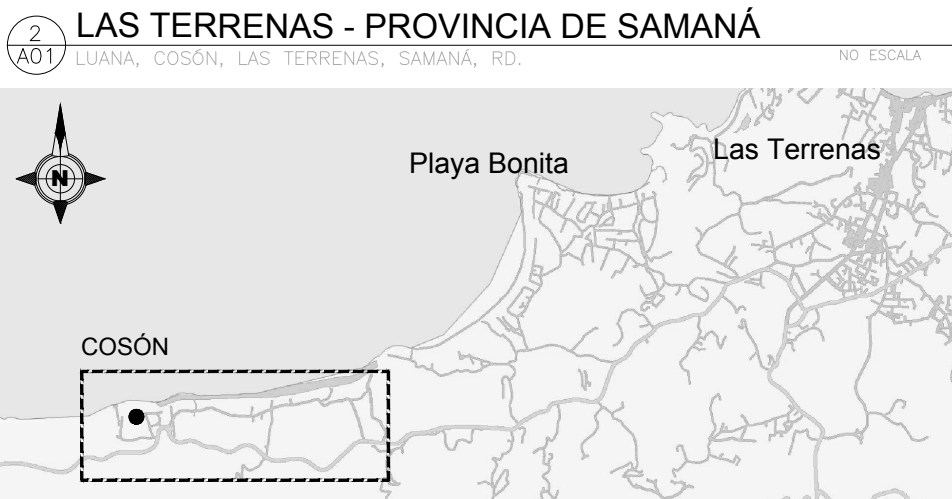 2
A01
LAS TERRENAS - PROVINCIA DE SAMANÁ
LUANA, COSÓN, LAS TERRENAS, SAMANÁ, RD.
NO ESCALA
N
Playa Bonita
Las Terrenas
COSÓN